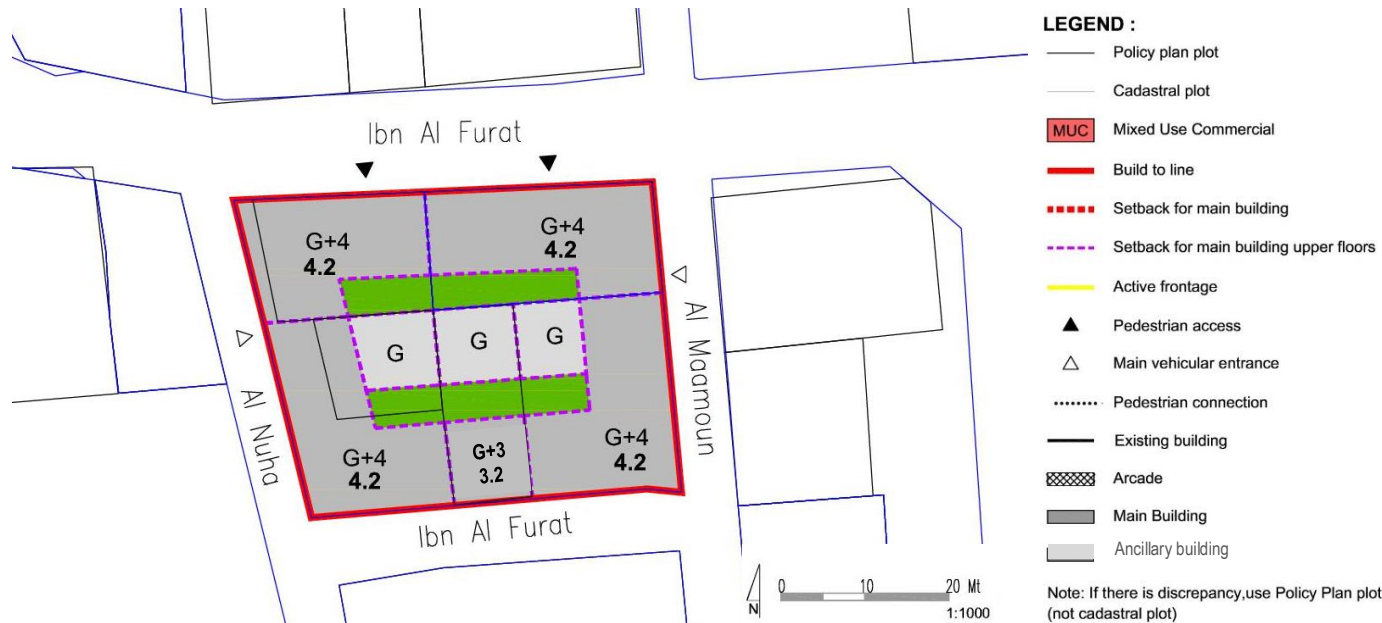 Ibn Al Furat
G+4
4.2
G+4
4.2
G
G
G
Al Nuha
Al Maamoun
G+4
4.2
G+3
3.2
G+4
4.2
Ibn Al Furat
N
0 10 20 Mt
1:1000
LEGEND :
Policy plan plot
Cadastral plot
MUC Mixed Use Commercial
Build to line
Setback for main building
Setback for main building upper floors
Active frontage
Pedestrian access
Main vehicular entrance
Pedestrian connection
Existing building
Arcade
Main Building
Ancillary building
Note: If there is discrepancy,use Policy Plan plot
(not cadastral plot)